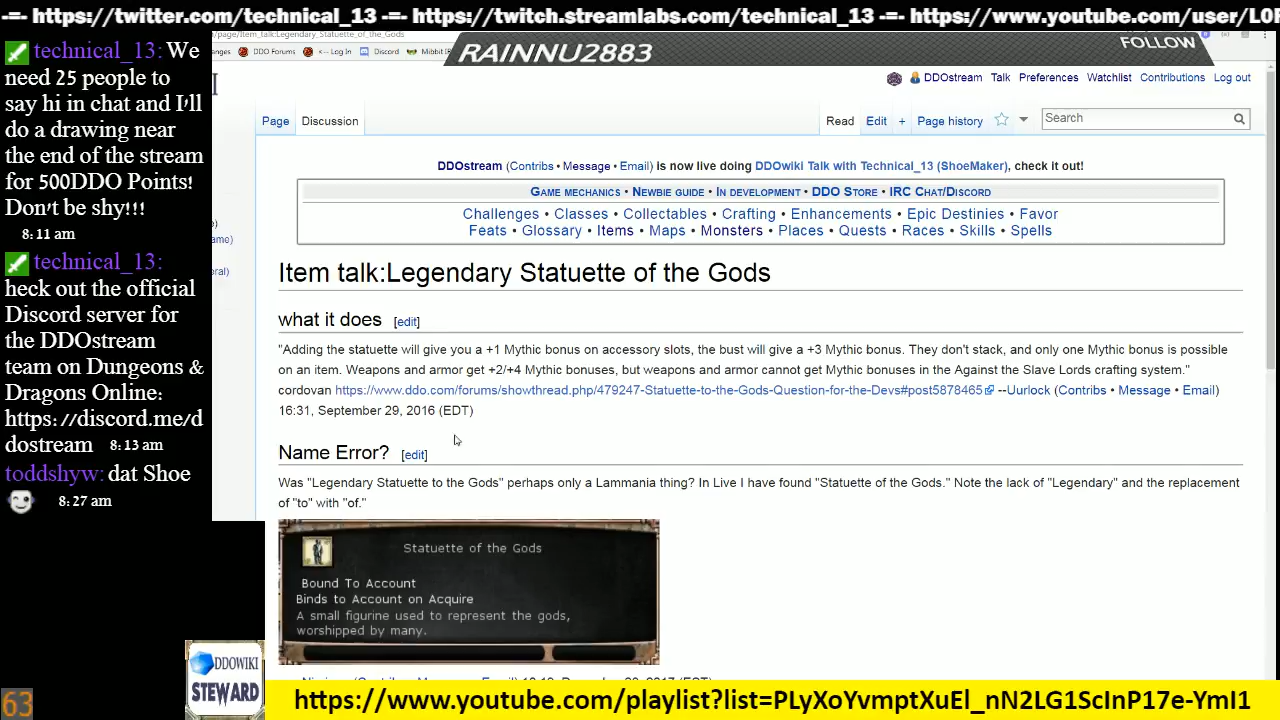 -=- https://twitter.com/technical_13 -=- https://twitch.streamlabs.com/technical_13 -=- https://www.youtube.com/user/L0R
page/Item_talk:Legendary_Statuette_of_the_Gods
DDO Forums <-- Log In Discord Mibbit
RAINNU2883
FOLLOW
technical_13: We
need 25 people to
say hi in chat and I'll
do a drawing near
the end of the stream
for 500DDO Points!
Don't be shy!!!
8:11 am
technical_13:
heck out the official
Discord server for
the DDOstream
team on Dungeons &
Dragons Online:
https://discord.me/d
dostream 8:13 am
toddshyw: dat Shoe
8:27 am
DDOstream Talk Preferences Watchlist Contributions Log out
Page Discussion Read Edit + Page history Search
DDOstream (Contribs • Message • Email) is now live doing DDOwiki Talk with Technical_13 (ShoeMaker), check it out!
Game mechanics • Newbie guide • In development • DDO Store • IRC Chat/Discord
Challenges • Classes • Collectables • Crafting • Enhancements • Epic Destinies • Favor
Feats • Glossary • Items • Maps • Monsters • Places • Quests • Races • Skills • Spells
Item talk:Legendary Statuette of the Gods
what it does [edit]
"Adding the statuette will give you a +1 Mythic bonus on accessory slots, the bust will give a +3 Mythic bonus. They don't stack, and only one Mythic bonus is possible
on an item. Weapons and armor get +2/+4 Mythic bonuses, but weapons and armor cannot get Mythic bonuses in the Against the Slave Lords crafting system."
cordovan https://www.ddo.com/forums/showthread.php/479247-Statuette-to-the-Gods-Question-for-the-Devs#post5878465 --Uurlock (Contribs • Message • Email)
16:31, September 29, 2016 (EDT)
Name Error? [edit]
Was "Legendary Statuette to the Gods" perhaps only a Lammania thing? In Live I have found "Statuette of the Gods." Note the lack of "Legendary" and the replacement
of "to" with "of."
Statuette of the Gods
Bound To Account
Binds to Account on Acquire
A small figurine used to represent the gods,
worshipped by many.
DDOWIKI
STEWARD
63
https://www.youtube.com/playlist?list=PLyXoYvmptXuEl_nN2LG1ScInP17e-YmI1